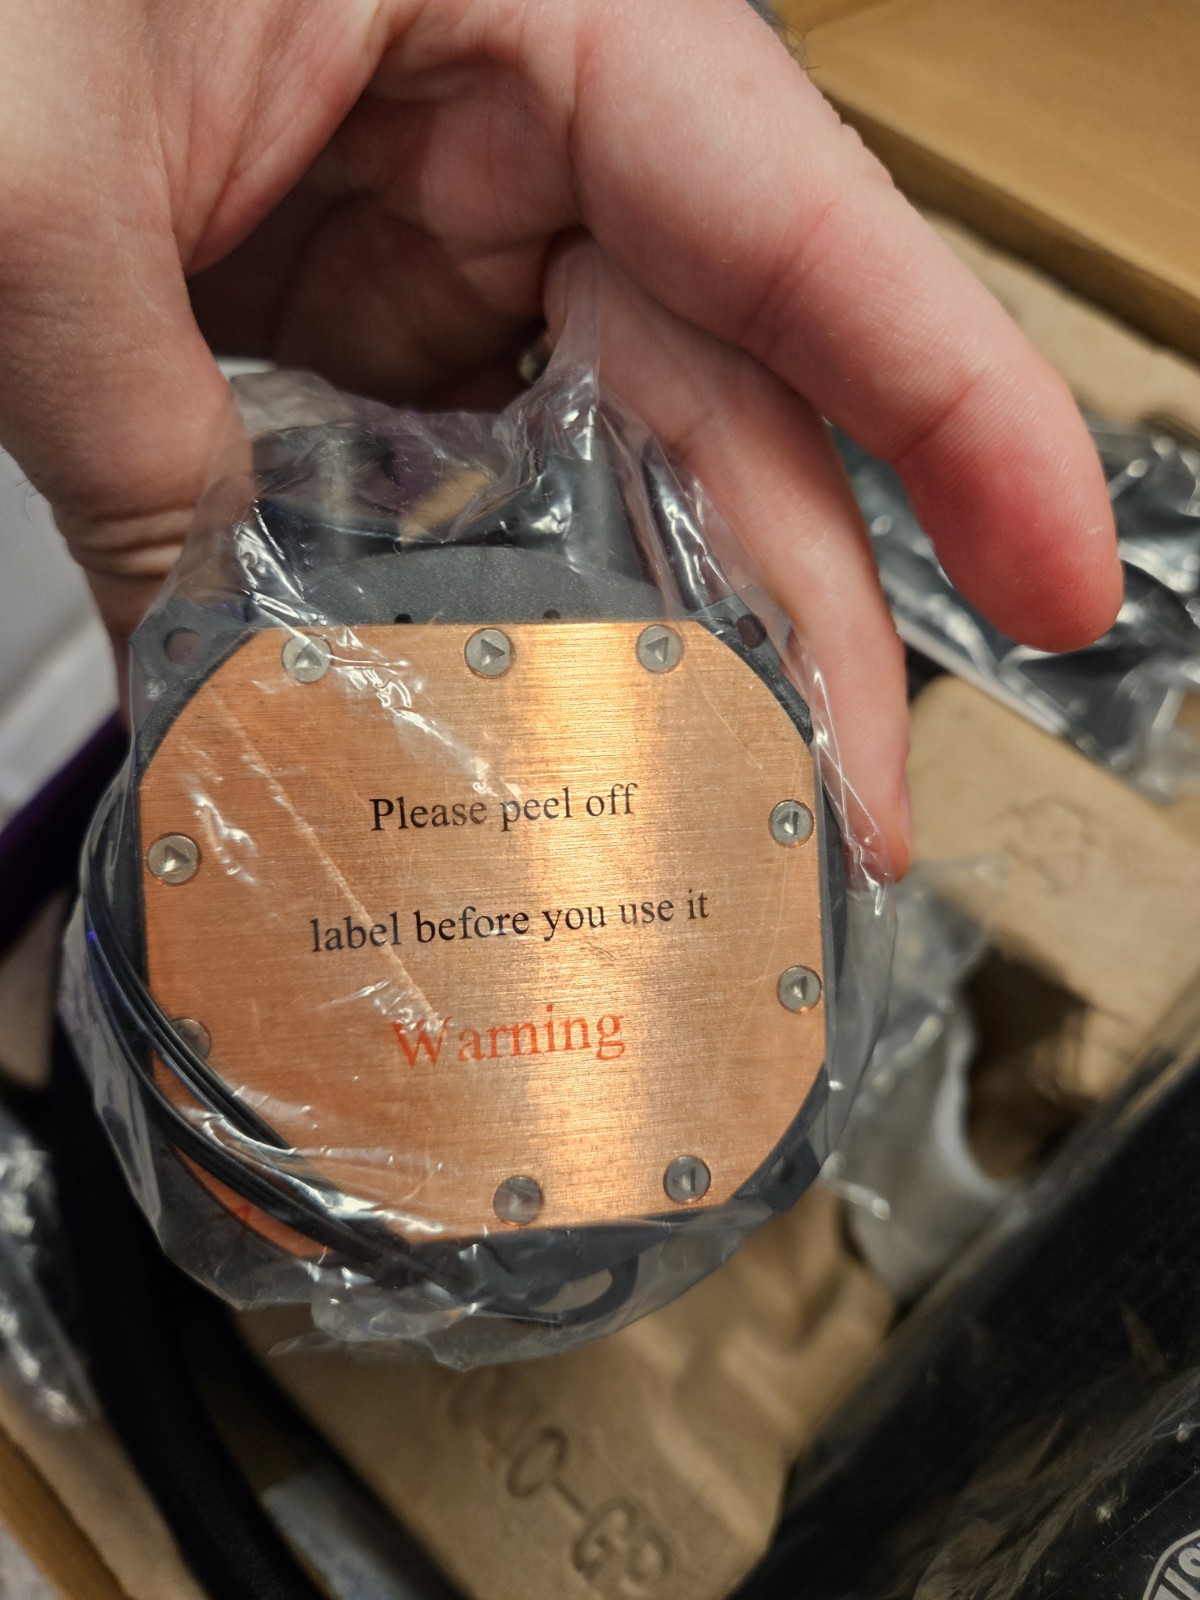 Please peel off
label before you use it
Warning